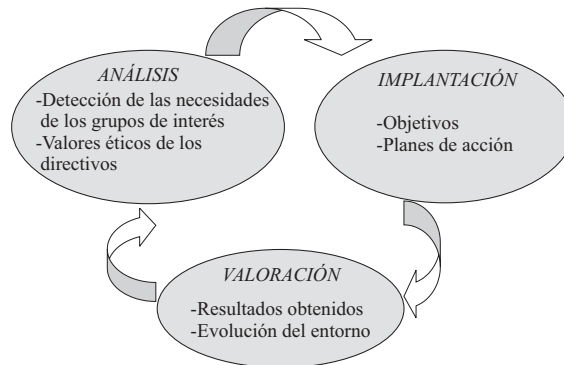 ANÁLISIS
-Detección de las necesidades
de los grupos de interés
-Valores éticos de los
directivos
IMPLANTACIÓN
-Objetivos
-Planes de acción
VALORACIÓN
-Resultados obtenidos
-Evolución del entorno